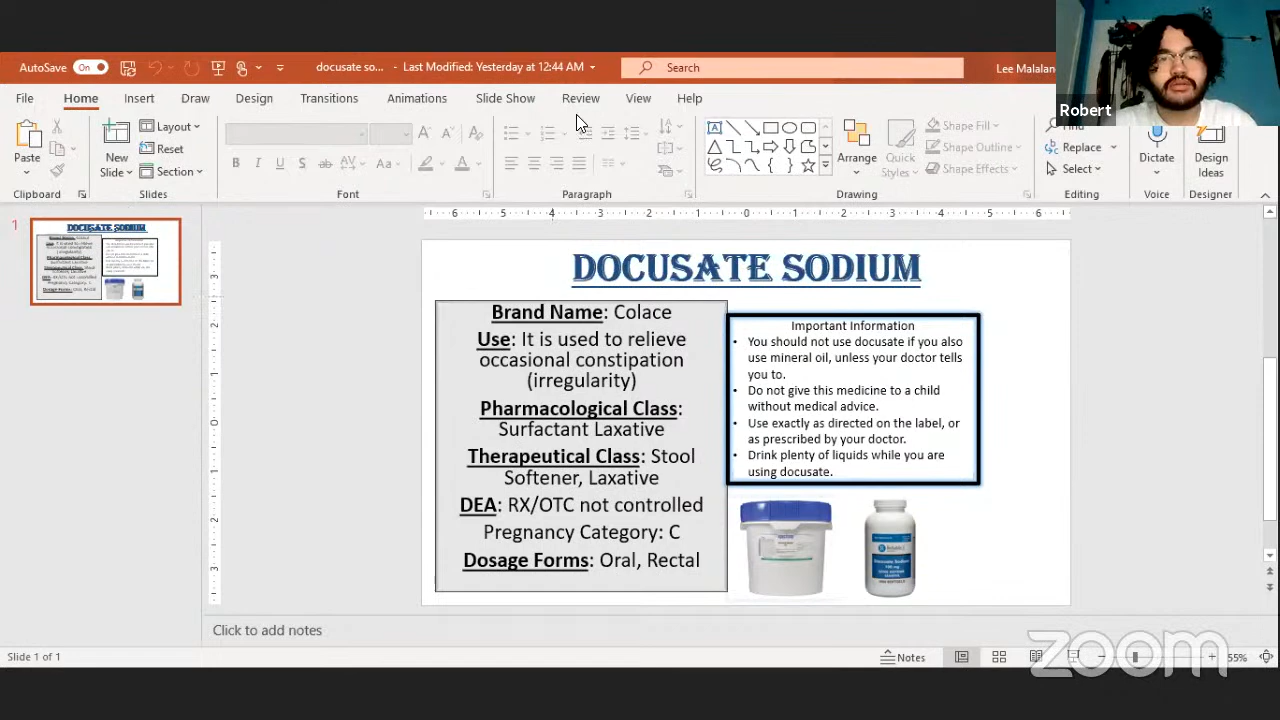 AutoSave On docusate so... - Last Modified: Yesterday at 12:44 AM Search Lee Malalan
Robert
File Home Insert Draw Design Transitions Animations Slide Show Review View Help
Paste New Slide Layout Reset Section Shape Fill Shape Outline Shape Effects Arrange Quick Styles Find Replace Select Dictate Design Ideas
Clipboard Slides Font Paragraph Drawing Editing Voice Designer
1
DOCUSATE SODIUM
Brand Name: Colace
Use: It is used to relieve
occasional constipation
(irregularity)
Pharmacological Class:
Surfactant Laxative
Therapeutical Class: Stool
Softener, Laxative
DEA: RX/OTC not controlled
Pregnancy Category: C
Dosage Forms: Oral, Rectal
Important Information
• You should not use docusate if you also
use mineral oil, unless your doctor tells
you to.
• Do not give this medicine to a child
without medical advice.
• Use exactly as directed on the label, or
as prescribed by your doctor.
• Drink plenty of liquids while you are
using docusate.
Docusate Sodium
Click to add notes
zoom
Slide 1 of 1 Notes 55%